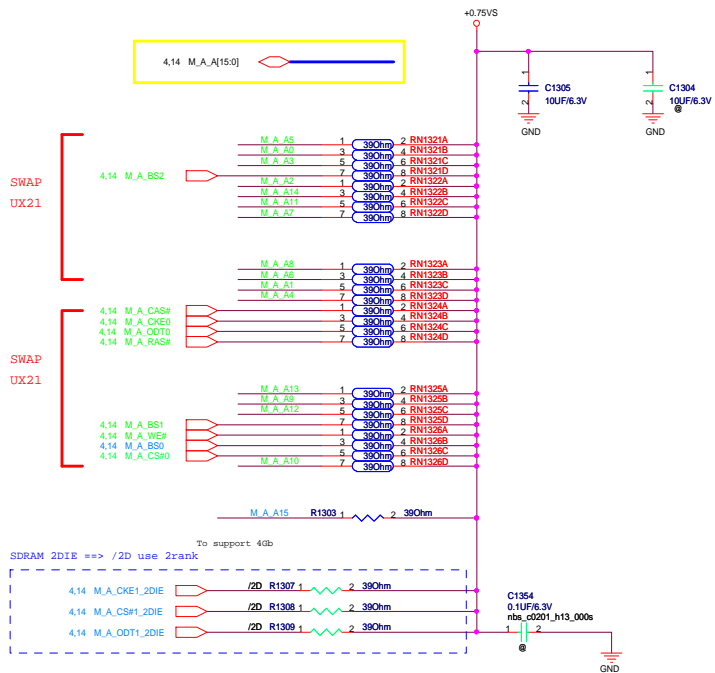 +0.75VS
4,14 M_A_A[15:0]
1 C1305
10UF/6.3V
2
GND
1 C1304
10UF/6.3V
@
2
GND
SWAP
UX21
M_A_A5 1 39Ohm 2 RN1321A
M_A_A0 3 39Ohm 4 RN1321B
M_A_A3 5 39Ohm 6 RN1321C
4,14 M_A_BS2 7 39Ohm 8 RN1321D
M_A_A2 1 39Ohm 2 RN1322A
M_A_A14 3 39Ohm 4 RN1322B
M_A_A11 5 39Ohm 6 RN1322C
M_A_A7 7 39Ohm 8 RN1322D
M_A_A8 1 39Ohm 2 RN1323A
M_A_A6 3 39Ohm 4 RN1323B
M_A_A1 5 39Ohm 6 RN1323C
M_A_A4 7 39Ohm 8 RN1323D
SWAP
UX21
4,14 M_A_CAS# 1 39Ohm 2 RN1324A
4,14 M_A_CKE0 3 39Ohm 4 RN1324B
4,14 M_A_ODT0 5 39Ohm 6 RN1324C
4,14 M_A_RAS# 7 39Ohm 8 RN1324D
M_A_A13 1 39Ohm 2 RN1325A
M_A_A9 3 39Ohm 4 RN1325B
M_A_A12 5 39Ohm 6 RN1325C
4,14 M_A_BS1 7 39Ohm 8 RN1325D
4,14 M_A_WE# 1 39Ohm 2 RN1326A
4,14 M_A_BS0 3 39Ohm 4 RN1326B
4,14 M_A_CS#0 5 39Ohm 6 RN1326C
M_A_A10 7 39Ohm 8 RN1326D
M_A_A15 R1303 1 2 39Ohm
To support 4Gb
SDRAM 2DIE ==> /2D use 2rank
4,14 M_A_CKE1_2DIE /2D R1307 1 2 39Ohm
4,14 M_A_CS#1_2DIE /2D R1308 1 2 39Ohm
4,14 M_A_ODT1_2DIE /2D R1309 1 2 39Ohm
C1354
0.1UF/6.3V
nbs_c0201_h13_000s
1 2
@
GND